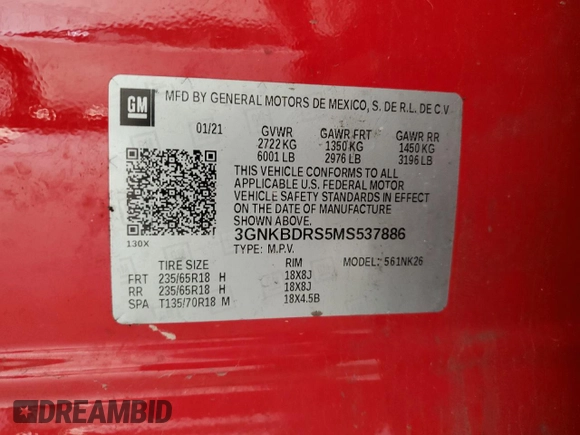 GM
MFD BY GENERAL MOTORS DE MEXICO, S. DE R.L. DE C.V
01/21 GVWR GAWR FRT GAWR RR
2722 KG 1350 KG 1450 KG
6001 LB 2976 LB 3196 LB
THIS VEHICLE CONFORMS TO ALL
APPLICABLE U.S. FEDERAL MOTOR
VEHICLE SAFETY STANDARDS IN EFFECT
ON THE DATE OF MANUFACTURE
SHOWN ABOVE.
130X
3GNKBDRS5MS537886
TYPE: M.P.V. MODEL: 561NK26
TIRE SIZE RIM
FRT 235/65R18 H 18X8J
RR 235/65R18 H 18X8J
SPA T135/70R18 M 18X4.5B
DREAMBID